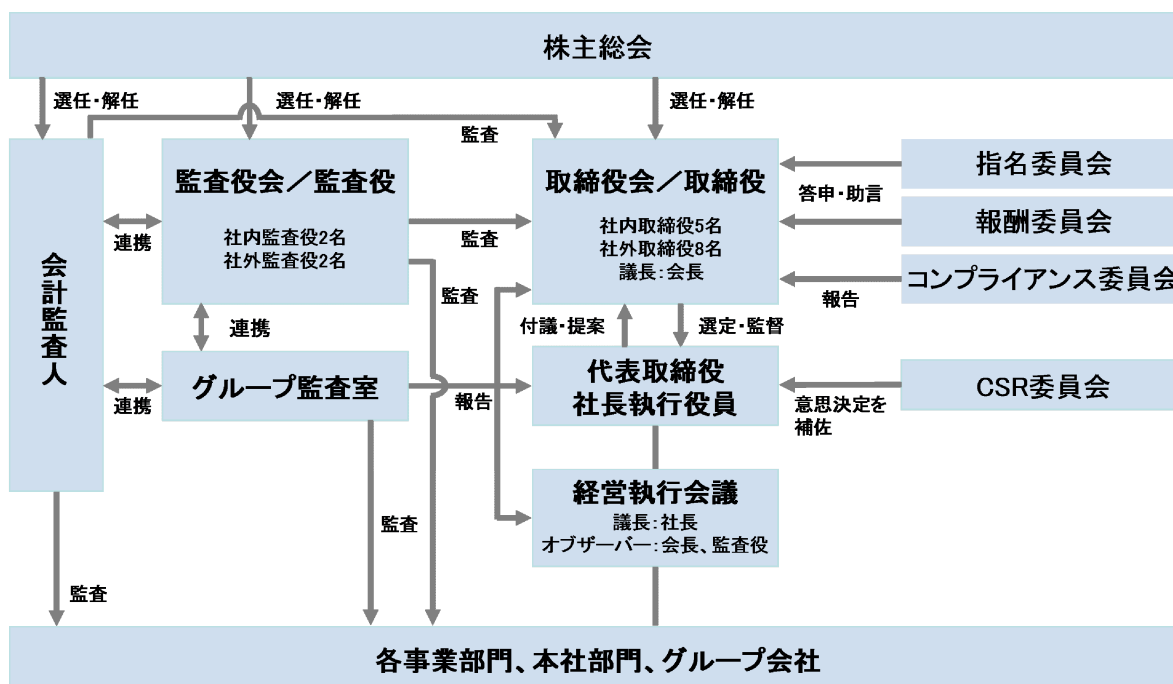 株主総会
選任・解任
選任・解任
選任・解任
監査
会計監査人
監査役会／監査役
社内監査役2名
社外監査役2名
取締役会／取締役
社内取締役5名
社外取締役8名
議長：会長
指名委員会
答申・助言
報酬委員会
コンプライアンス委員会
報告
連携
監査
監査
連携
付議・提案
選定・監督
グループ監査室
連携
報告
代表取締役
社長執行役員
CSR委員会
意思決定を
補佐
経営執行会議
議長：社長
オブザーバー：会長、監査役
監査
監査
各事業部門、本社部門、グループ会社